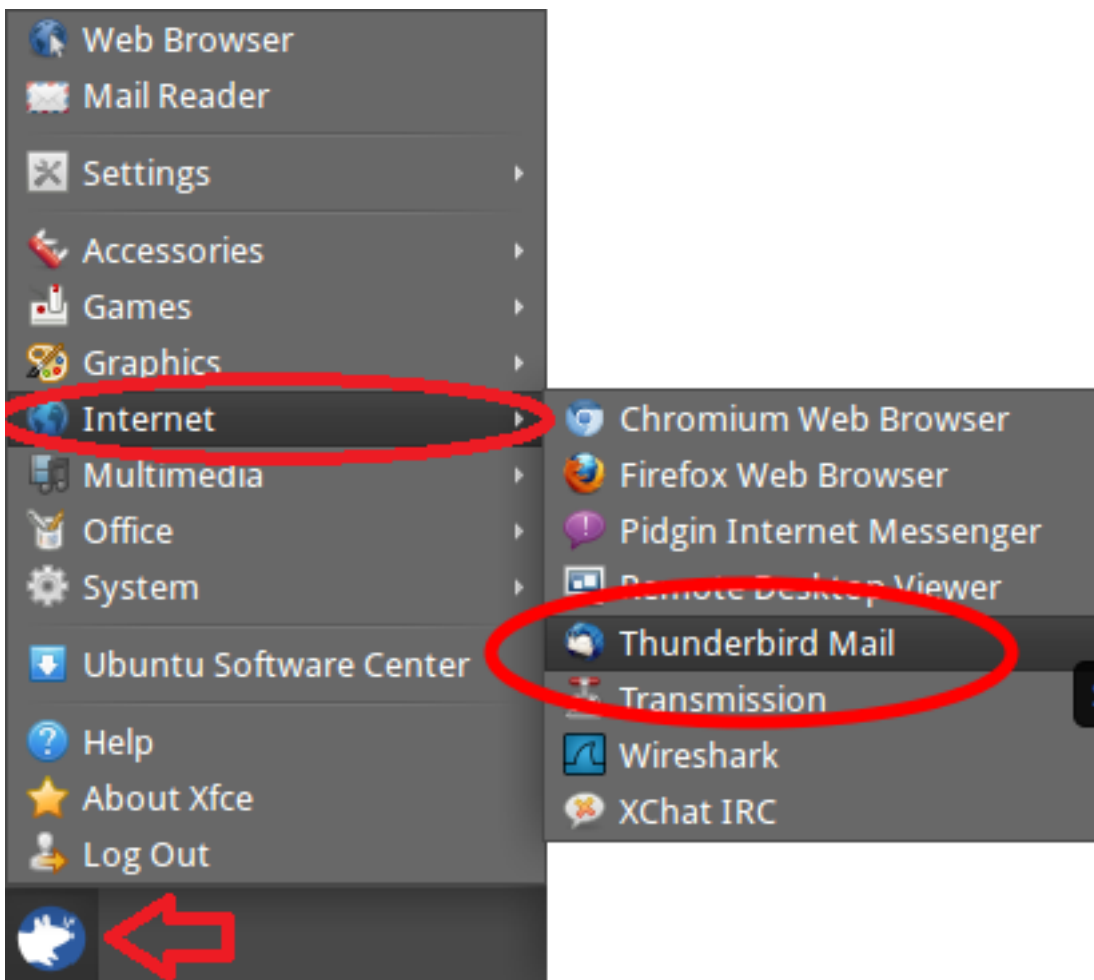 Web Browser
Mail Reader
Settings
Accessories
Games
Graphics
Internet
Multimedia
Office
System
Ubuntu Software Center
Help
About Xfce
Log Out
Chromium Web Browser
Firefox Web Browser
Pidgin Internet Messenger
Remote Desktop Viewer
Thunderbird Mail
Transmission
Wireshark
XChat IRC